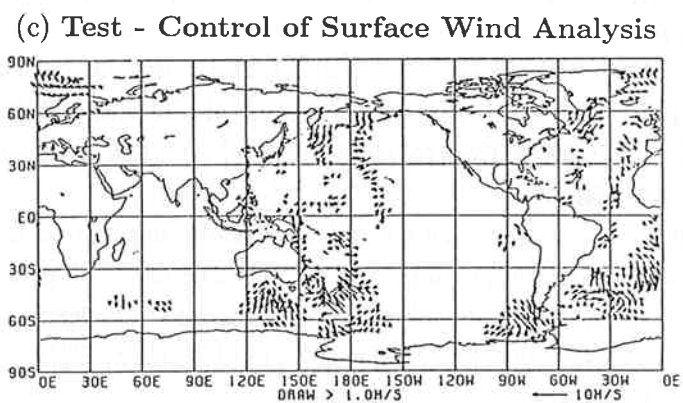 (c) Test - Control of Surface Wind Analysis
90N
60N
30N
E0
30S
60S
90S
0E 30E 60E 90E 120E 150E 180E 150W 120W 90W 60W 30W 0E
DRAW > 1.0M/S 10M/S